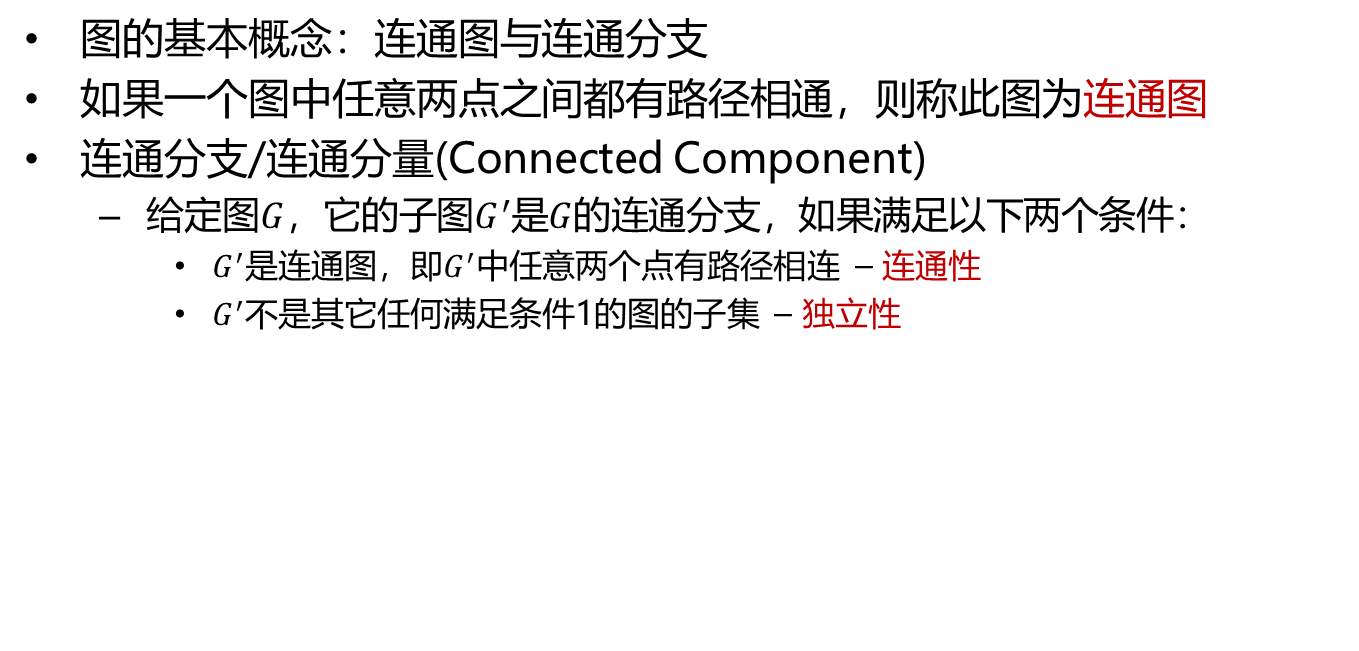 • 图的基本概念：连通图与连通分支
• 如果一个图中任意两点之间都有路径相通，则称此图为连通图
• 连通分支/连通分量(Connected Component)
– 给定图G，它的子图G′是G的连通分支，如果满足以下两个条件：
• G′是连通图，即G′中任意两个点有路径相连 – 连通性
• G′不是其它任何满足条件1的图的子集 – 独立性